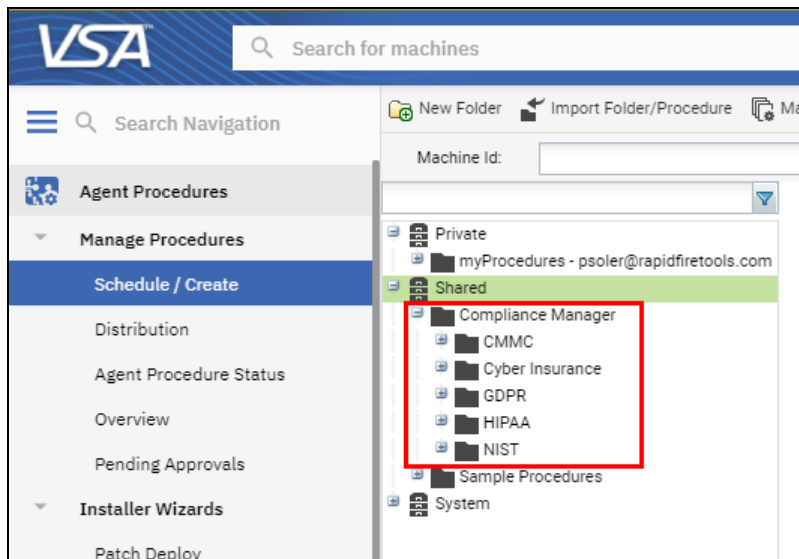 VSA
Search for machines
Search Navigation
New Folder
Import Folder/Procedure
Ma
Machine Id:
Agent Procedures
Manage Procedures
Schedule / Create
Distribution
Agent Procedure Status
Overview
Pending Approvals
Installer Wizards
Patch Deploy
Private
myProcedures - psoler@rapidfiretools.com
Shared
Compliance Manager
CMMC
Cyber Insurance
GDPR
HIPAA
NIST
Sample Procedures
System